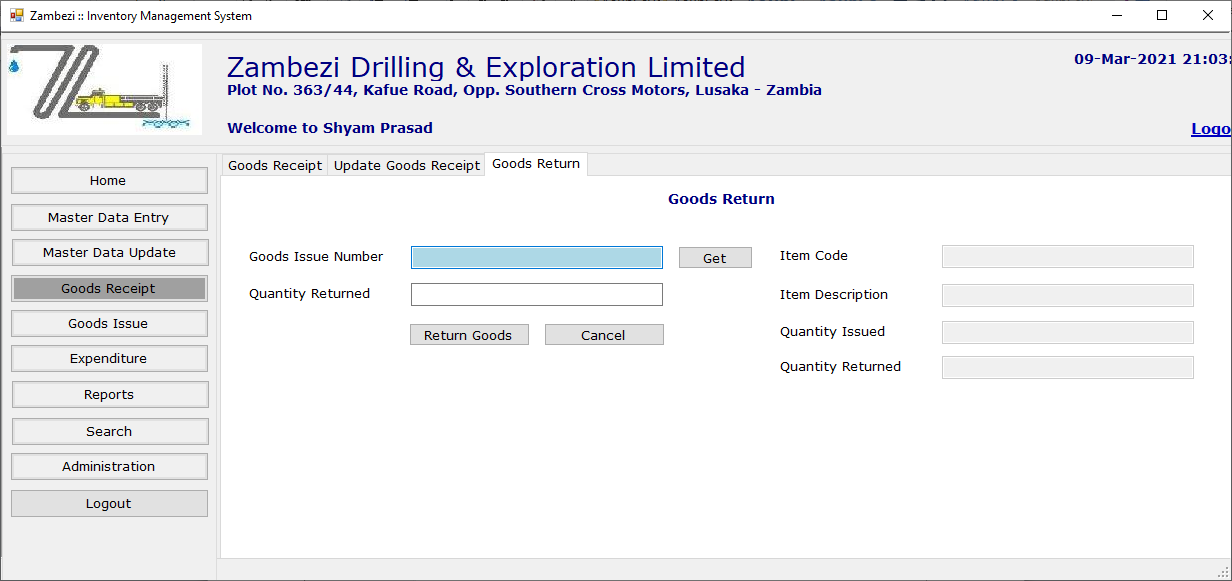 Zambezi :: Inventory Management System
Zambezi Drilling & Exploration Limited
09-Mar-2021 21:03:
Plot No. 363/44, Kafue Road, Opp. Southern Cross Motors, Lusaka - Zambia
Welcome to Shyam Prasad
Logo
Home
Master Data Entry
Master Data Update
Goods Receipt
Goods Issue
Expenditure
Reports
Search
Administration
Logout
Goods Receipt Update Goods Receipt Goods Return
Goods Return
Goods Issue Number Get Item Code
Quantity Returned Item Description
Return Goods Cancel Quantity Issued
Quantity Returned